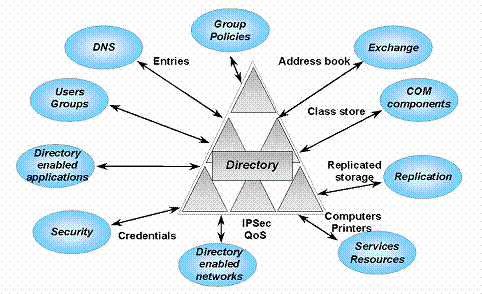 Group
Policies
DNS
Exchange
Entries
Address book
Users
Groups
COM
components
Class store
Directory
enabled
applications
Directory
Replicated
storage
Replication
Security
Credentials
IPSec
QoS
Computers
Printers
Directory
enabled
networks
Services
Resources